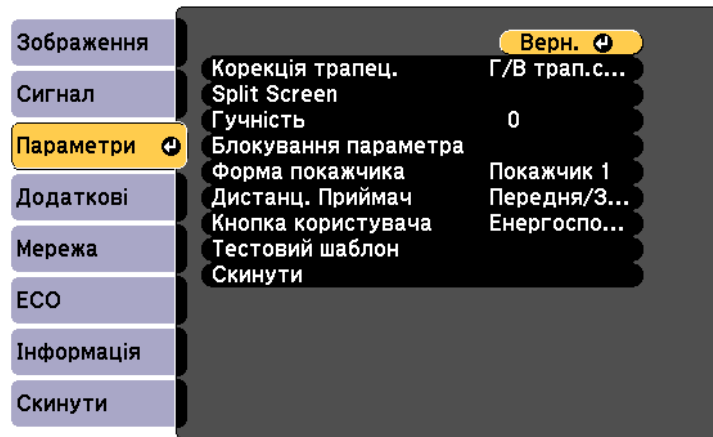 Зображення
Сигнал
Параметри
Додаткові
Мережа
ECO
Інформація
Скинути
Верн.
Корекція трапец. Г/В трап.с...
Split Screen
Гучність 0
Блокування параметра
Форма покажчика Покажчик 1
Дистанц. Приймач Передня/З...
Кнопка користувача Енергоспо...
Тестовий шаблон
Скинути